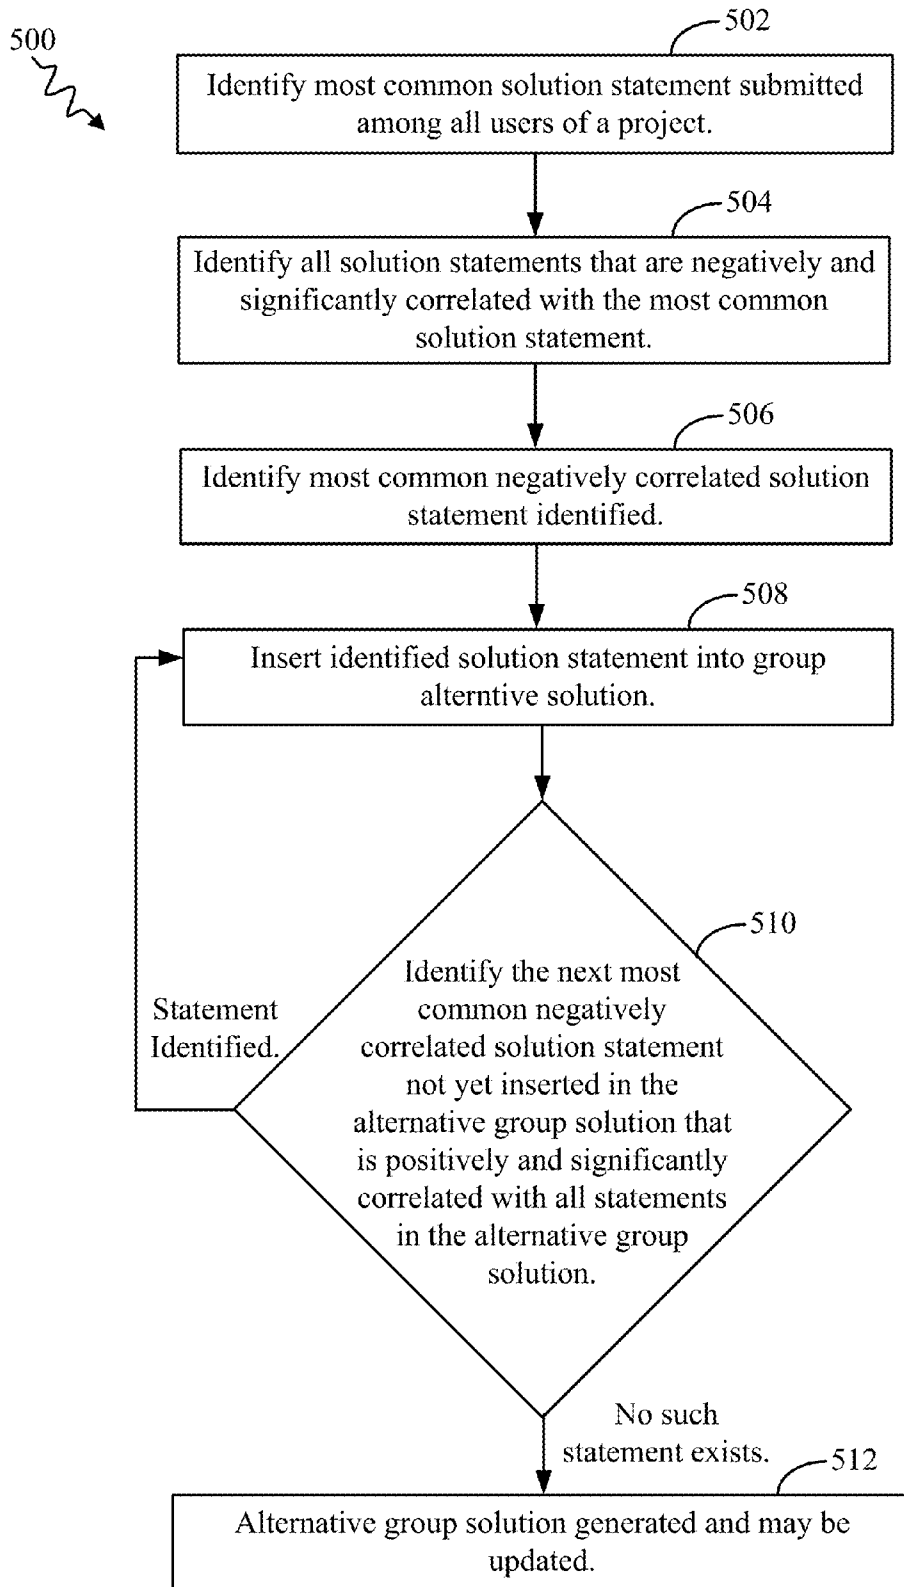 500
502
Identify most common solution statement submitted
among all users of a project.
504
Identify all solution statements that are negatively and
significantly correlated with the most common
solution statement.
506
Identify most common negatively correlated solution
statement identified.
508
Insert identified solution statement into group
alterntive solution.
510
Identify the next most
common negatively
correlated solution statement
not yet inserted in the
alternative group solution that
is positively and significantly
correlated with all statements
in the alternative group
solution.
Statement
Identified.
No such
statement exists.
512
Alternative group solution generated and may be
updated.